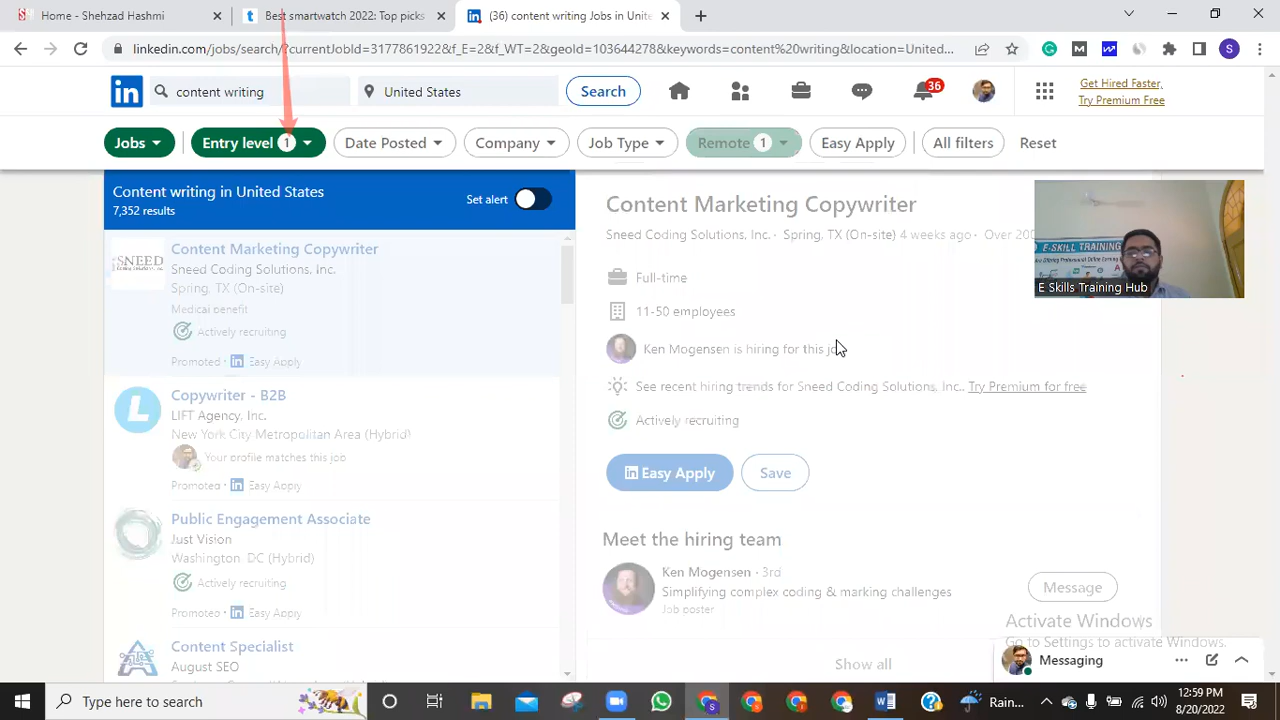 Home - Shehzad Hashmi
Best smartwatch 2022: Top picks
(36) content writing Jobs in Unite
linkedin.com/jobs/search/?currentJobId=3177861922&f_E=2&f_WT=2&geoId=103644278&keywords=content%20writing&location=United...
in
content writing
United States
Search
36
Get Hired Faster,
Try Premium Free
Jobs
Entry level 1
Date Posted
Company
Job Type
Remote 1
Easy Apply
All filters
Reset
Content writing in United States
7,352 results
Set alert
SNEED
Content Marketing Copywriter
Sneed Coding Solutions, Inc.
Spring, TX (On-site)
Medical benefit
Actively recruiting
Promoted · in Easy Apply
L
Copywriter - B2B
LIFT Agency, Inc.
New York City Metropolitan Area (Hybrid)
Your profile matches this job
Promoted · in Easy Apply
Public Engagement Associate
Just Vision
Washington, DC (Hybrid)
Actively recruiting
Promoted · in Easy Apply
Content Specialist
August SEO
Content Marketing Copywriter
Sneed Coding Solutions, Inc. · Spring, TX (On-site) 4 weeks ago · Over 200
Full-time
11-50 employees
Ken Mogensen is hiring for this job
See recent hiring trends for Sneed Coding Solutions, Inc.. Try Premium for free
Actively recruiting
in Easy Apply
Save
Meet the hiring team
Ken Mogensen · 3rd
Simplifying complex coding & marking challenges
Job poster
Message
Show all
E-SKILL TRAINING
E Skills Training Hub
Activate Windows
Go to Settings to activate Windows.
Messaging
Type here to search
Rain...
12:59 PM
8/20/2022